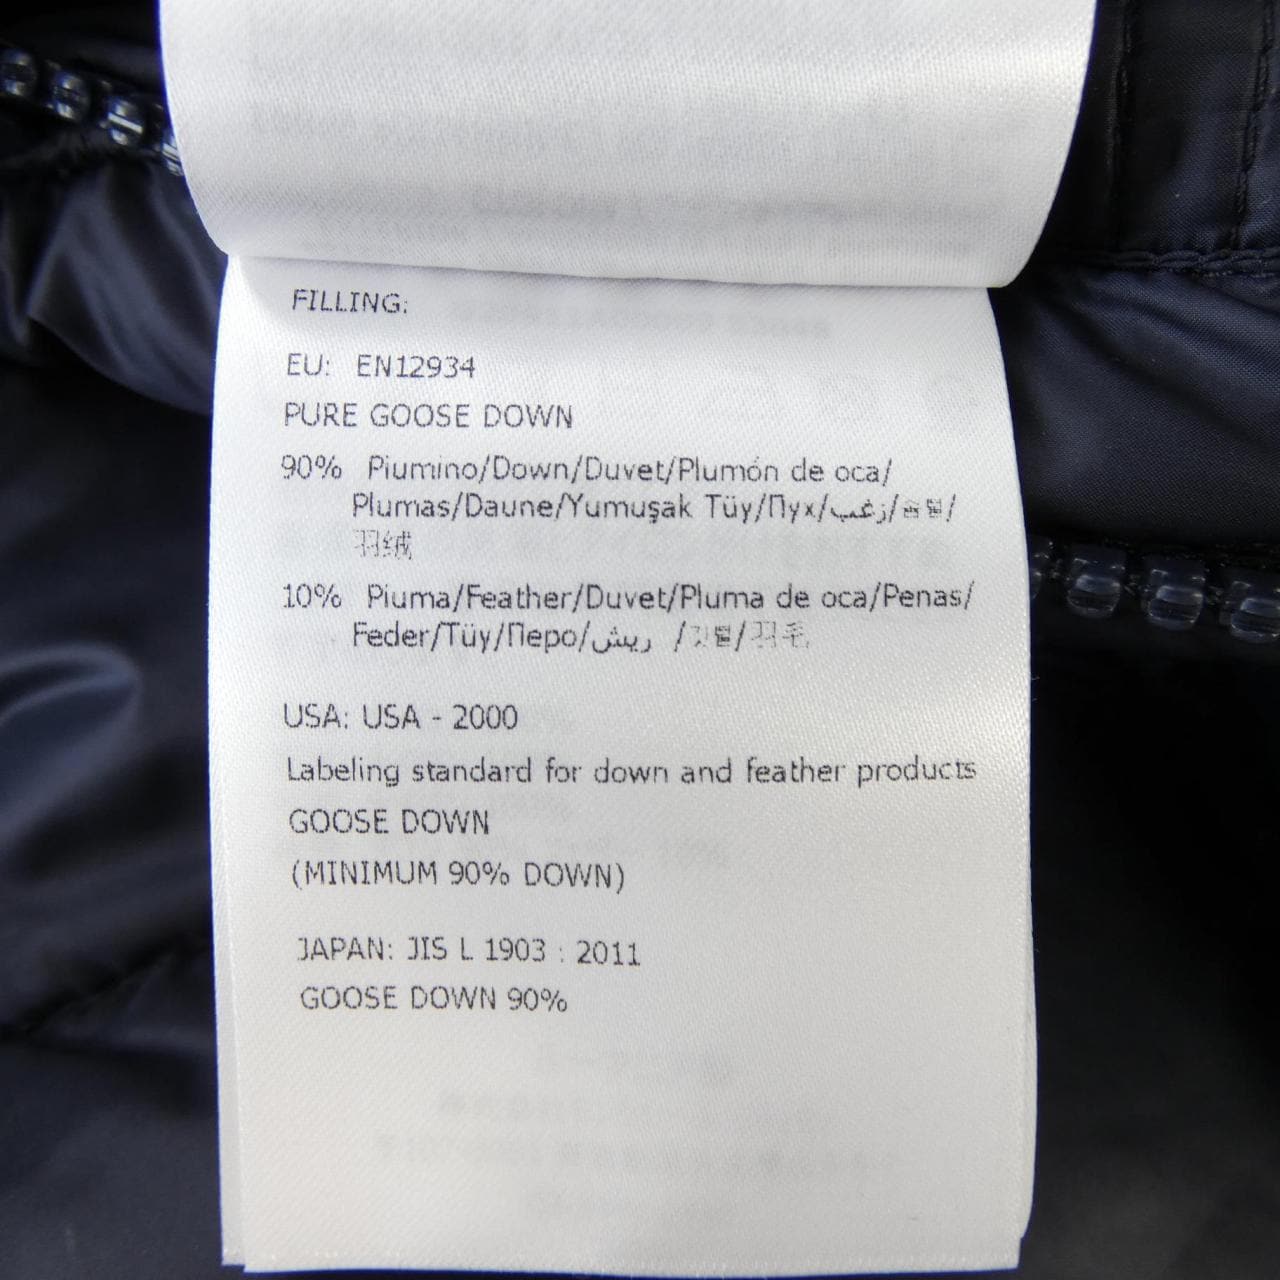 FILLING:
EU: EN12934
PURE GOOSE DOWN
90% Piumino/Down/Duvet/Plumón de oca/
Plumas/Daune/Yumuşak Tüy/Пух/زغب/솜털/
羽绒
10% Piuma/Feather/Duvet/Pluma de oca/Penas/
Feder/Tüy/Перо/ريش /깃털/羽毛
USA: USA - 2000
Labeling standard for down and feather products
GOOSE DOWN
(MINIMUM 90% DOWN)
JAPAN: JIS L 1903 : 2011
GOOSE DOWN 90%